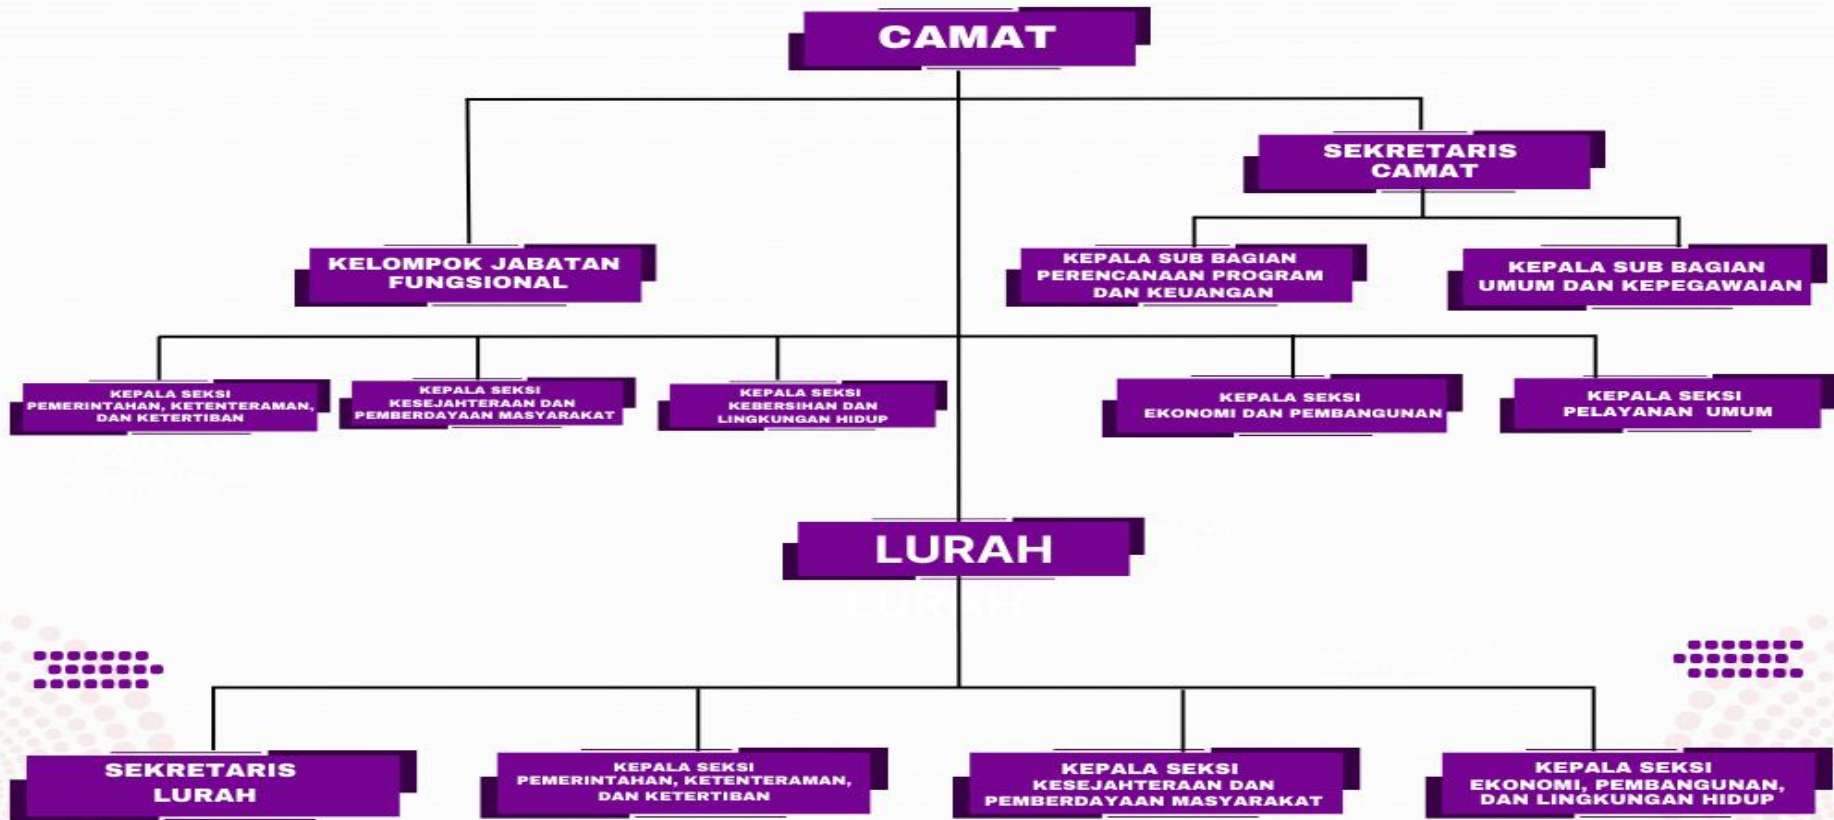 CAMAT
SEKRETARIS
CAMAT
KELOMPOK JABATAN
FUNGSIONAL
KEPALA SUB BAGIAN
PERENCANAAN PROGRAM
DAN KEUANGAN
KEPALA SUB BAGIAN
UMUM DAN KEPEGAWAIAN
KEPALA SEKSI
PEMERINTAHAN, KETENTERAMAN,
DAN KETERTIBAN
KEPALA SEKSI
KESEJAHTERAAN DAN
PEMBERDAYAAN MASYARAKAT
KEPALA SEKSI
KEBERSIHAN DAN
LINGKUNGAN HIDUP
KEPALA SEKSI
EKONOMI DAN PEMBANGUNAN
KEPALA SEKSI
PELAYANAN UMUM
LURAH
LURAH
SEKRETARIS
LURAH
KEPALA SEKSI
PEMERINTAHAN, KETENTERAMAN,
DAN KETERTIBAN
KEPALA SEKSI
KESEJAHTERAAN DAN
PEMBERDAYAAN MASYARAKAT
KEPALA SEKSI
EKONOMI, PEMBANGUNAN,
DAN LINGKUNGAN HIDUP